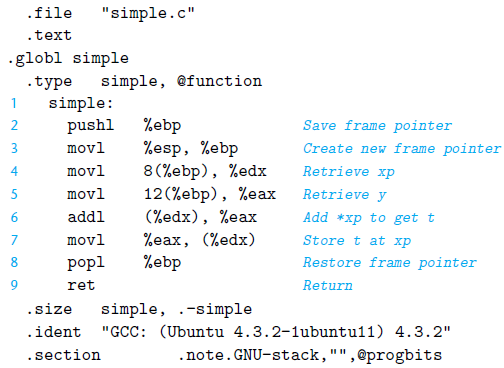 .file "simple.c"
.text
.globl simple
.type simple, @function
1 simple:
2 pushl %ebp Save frame pointer
3 movl %esp, %ebp Create new frame pointer
4 movl 8(%ebp), %edx Retrieve xp
5 movl 12(%ebp), %eax Retrieve y
6 addl (%edx), %eax Add *xp to get t
7 movl %eax, (%edx) Store t at xp
8 popl %ebp Restore frame pointer
9 ret Return
.size simple, .-simple
.ident "GCC: (Ubuntu 4.3.2-1ubuntu11) 4.3.2"
.section .note.GNU-stack,"",@progbits